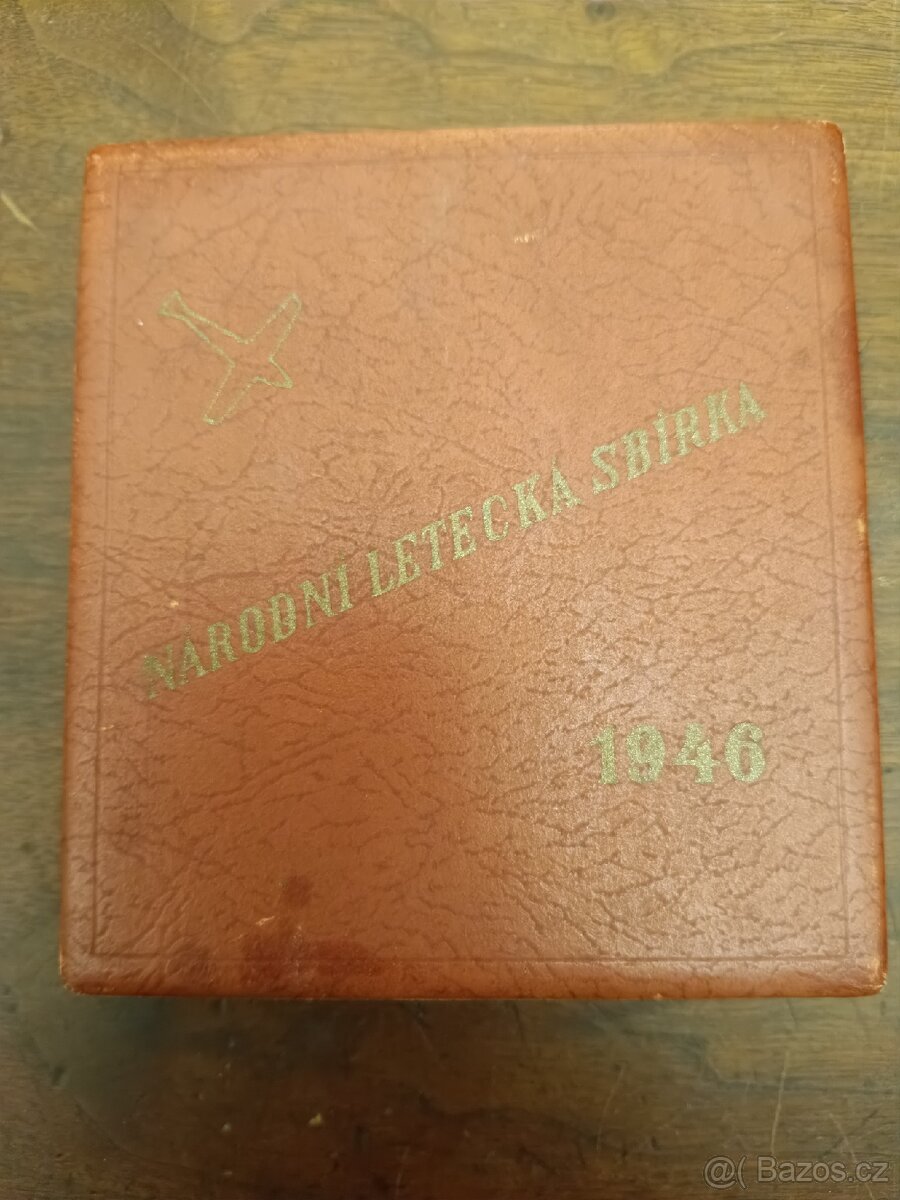 NÁRODNÍ LETECKÁ SBÍRKA
1946
@( Bazos.cz